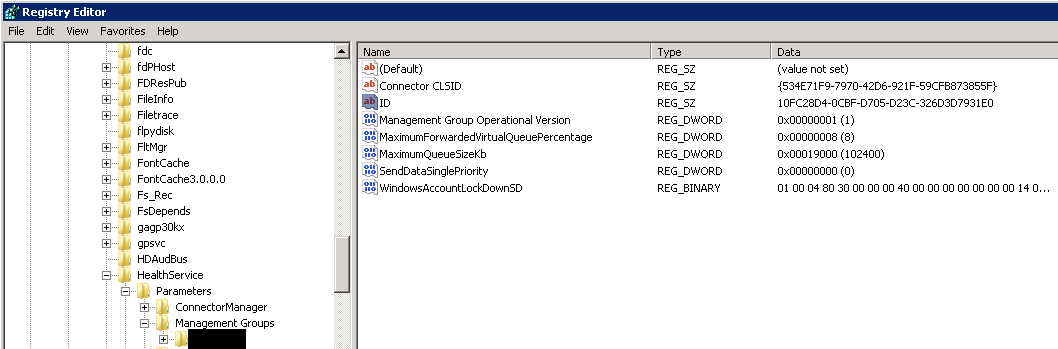 Registry Editor
File Edit View Favorites Help
fdc
fdPHost
FDResPub
FileInfo
Filetrace
flpydisk
FltMgr
FontCache
FontCache3.0.0.0
Fs_Rec
FsDepends
gagp30kx
gpsvc
HDAudBus
HealthService
Parameters
ConnectorManager
Management Groups
Name Type Data
(Default) REG_SZ (value not set)
Connector CLSID REG_SZ {534E71F9-7970-42D6-921F-59CFB873855F}
ID REG_SZ 10FC28D4-0CBF-D705-D23C-326D3D7931E0
Management Group Operational Version REG_DWORD 0x00000001 (1)
MaximumForwardedVirtualQueuePercentage REG_DWORD 0x00000008 (8)
MaximumQueueSizeKb REG_DWORD 0x00019000 (102400)
SendDataSinglePriority REG_DWORD 0x00000000 (0)
WindowsAccountLockDownSD REG_BINARY 01 00 04 80 30 00 00 00 40 00 00 00 00 00 00 00 14 0...